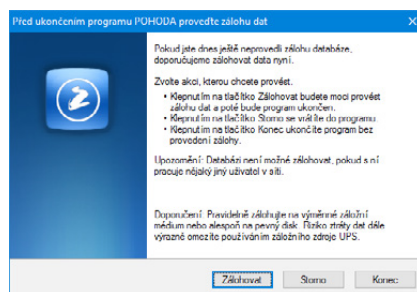 Před ukončením programu POHODA proveďte zálohu dat
Pokud jste dnes ještě neprovedli zálohu databáze,
doporučujeme zálohovat data nyní.
Zvolte akci, kterou chcete provést.
• Klepnutím na tlačítko Zálohovat budete moci provést
zálohu dat a poté bude program ukončen.
• Klepnutím na tlačítko Storno se vrátíte do programu.
• Klepnutím na tlačítko Konec ukončíte program bez
provedení zálohy.
Upozornění: Databázi není možné zálohovat, pokud s ní
pracuje nějaký jiný uživatel v síti.
Doporučení: Pravidelně zálohujte na výměnné záložní
médium nebo alespoň na pevný disk. Riziko ztráty dat dále
výrazně omezíte používáním záložního zdroje UPS.
Zálohovat Storno Konec